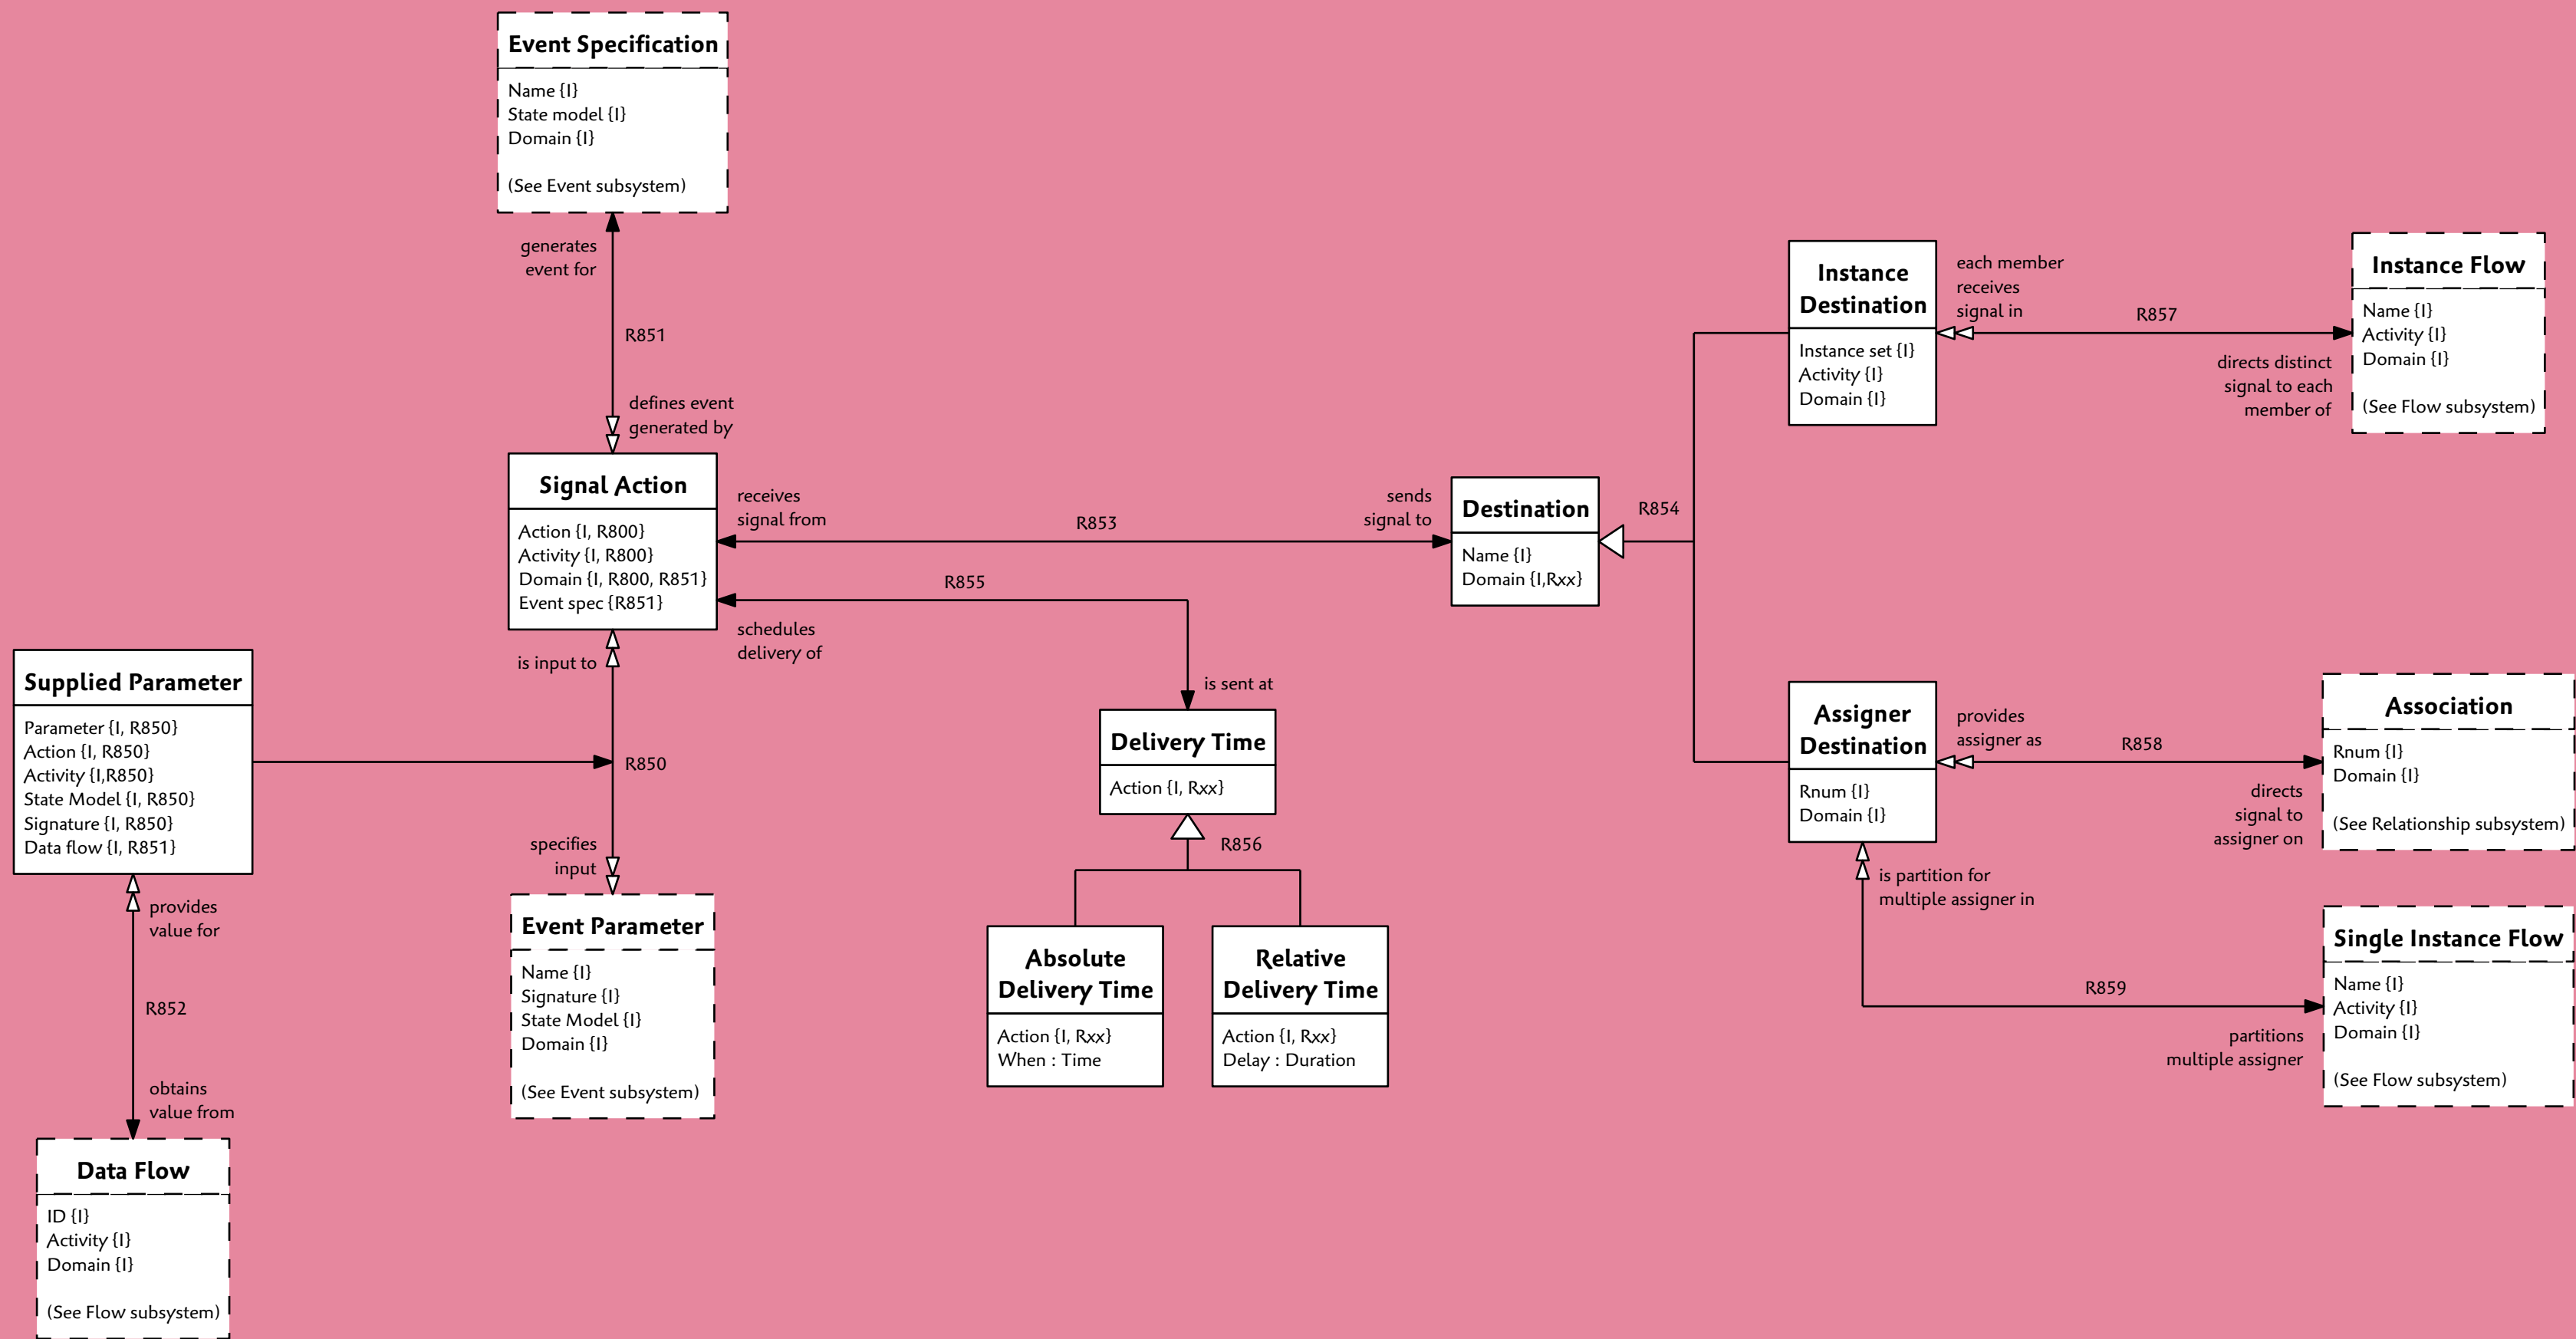 Event Specification
Name {I}
State model {I}
Domain {I}
(See Event subsystem)
generates
event for
R851
defines event
generated by
Signal Action
Action {I, R800}
Activity {I, R800}
Domain {I, R800, R851}
Event spec {R851}
receives
signal from
R853
sends
signal to
Destination
Name {I}
Domain {I,Rxx}
R854
Instance
Destination
Instance set {I}
Activity {I}
Domain {I}
each member
receives
signal in
R857
directs distinct
signal to each
member of
Instance Flow
Name {I}
Activity {I}
Domain {I}
(See Flow subsystem)
R855
schedules
delivery of
is sent at
Delivery Time
Action {I, Rxx}
R856
Absolute
Delivery Time
Action {I, Rxx}
When : Time
Relative
Delivery Time
Action {I, Rxx}
Delay : Duration
Supplied Parameter
Parameter {I, R850}
Action {I, R850}
Activity {I,R850}
State Model {I, R850}
Signature {I, R850}
Data flow {I, R851}
is input to
R850
specifies
input
Event Parameter
Name {I}
Signature {I}
State Model {I}
Domain {I}
(See Event subsystem)
provides
value for
R852
obtains
value from
Data Flow
ID {I}
Activity {I}
Domain {I}
(See Flow subsystem)
Assigner
Destination
Rnum {I}
Domain {I}
provides
assigner as
R858
directs
signal to
assigner on
Association
Rnum {I}
Domain {I}
(See Relationship subsystem)
is partition for
multiple assigner in
R859
partitions
multiple assigner
Single Instance Flow
Name {I}
Activity {I}
Domain {I}
(See Flow subsystem)